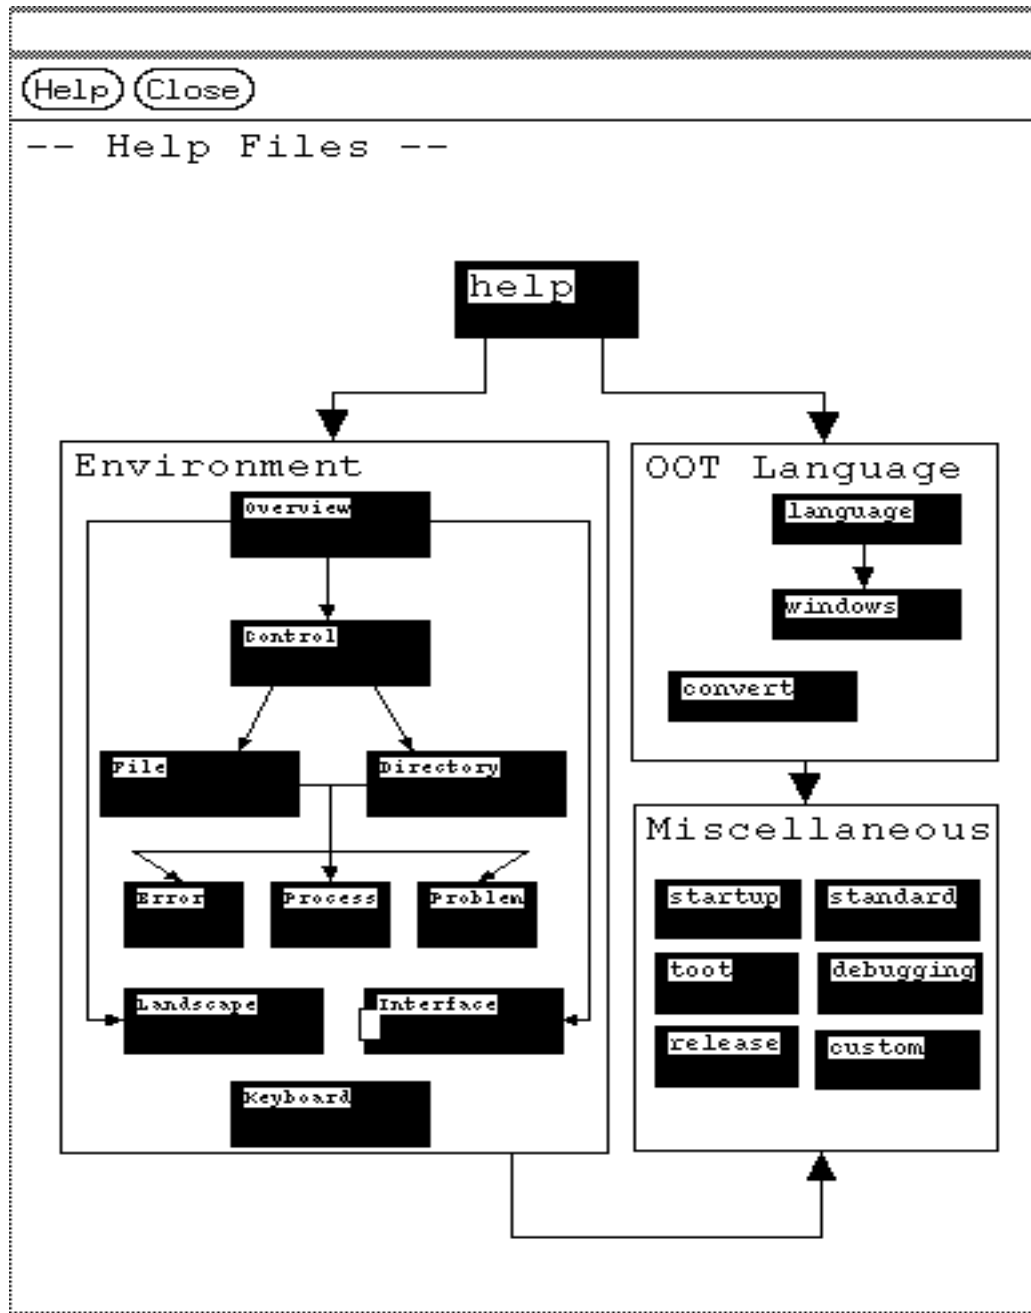 Help Close
-- Help Files --
help
Environment
Overview
Control
File Directory
Error Process Problem
Landscape Interface
Keyboard
OOT Language
language
windows
convert
Miscellaneous
startup standard
toot debugging
release custom